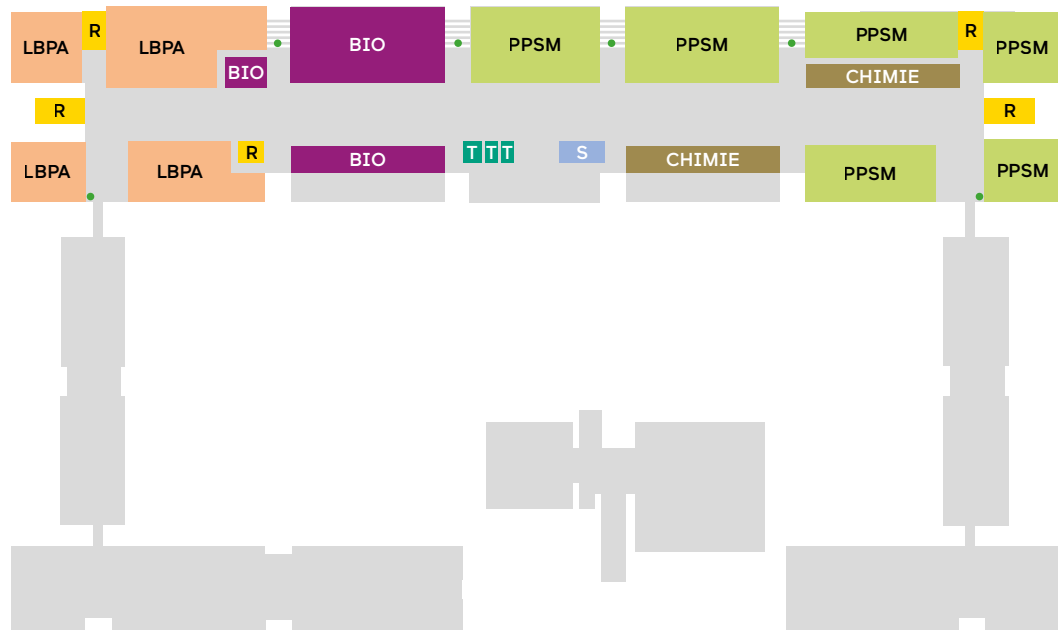 LBPA
R
LBPA
BIO
BIO
PPSM
PPSM
PPSM
CHIMIE
R
PPSM
R
R
LBPA
LBPA
R
BIO
T T T
S
CHIMIE
PPSM
PPSM